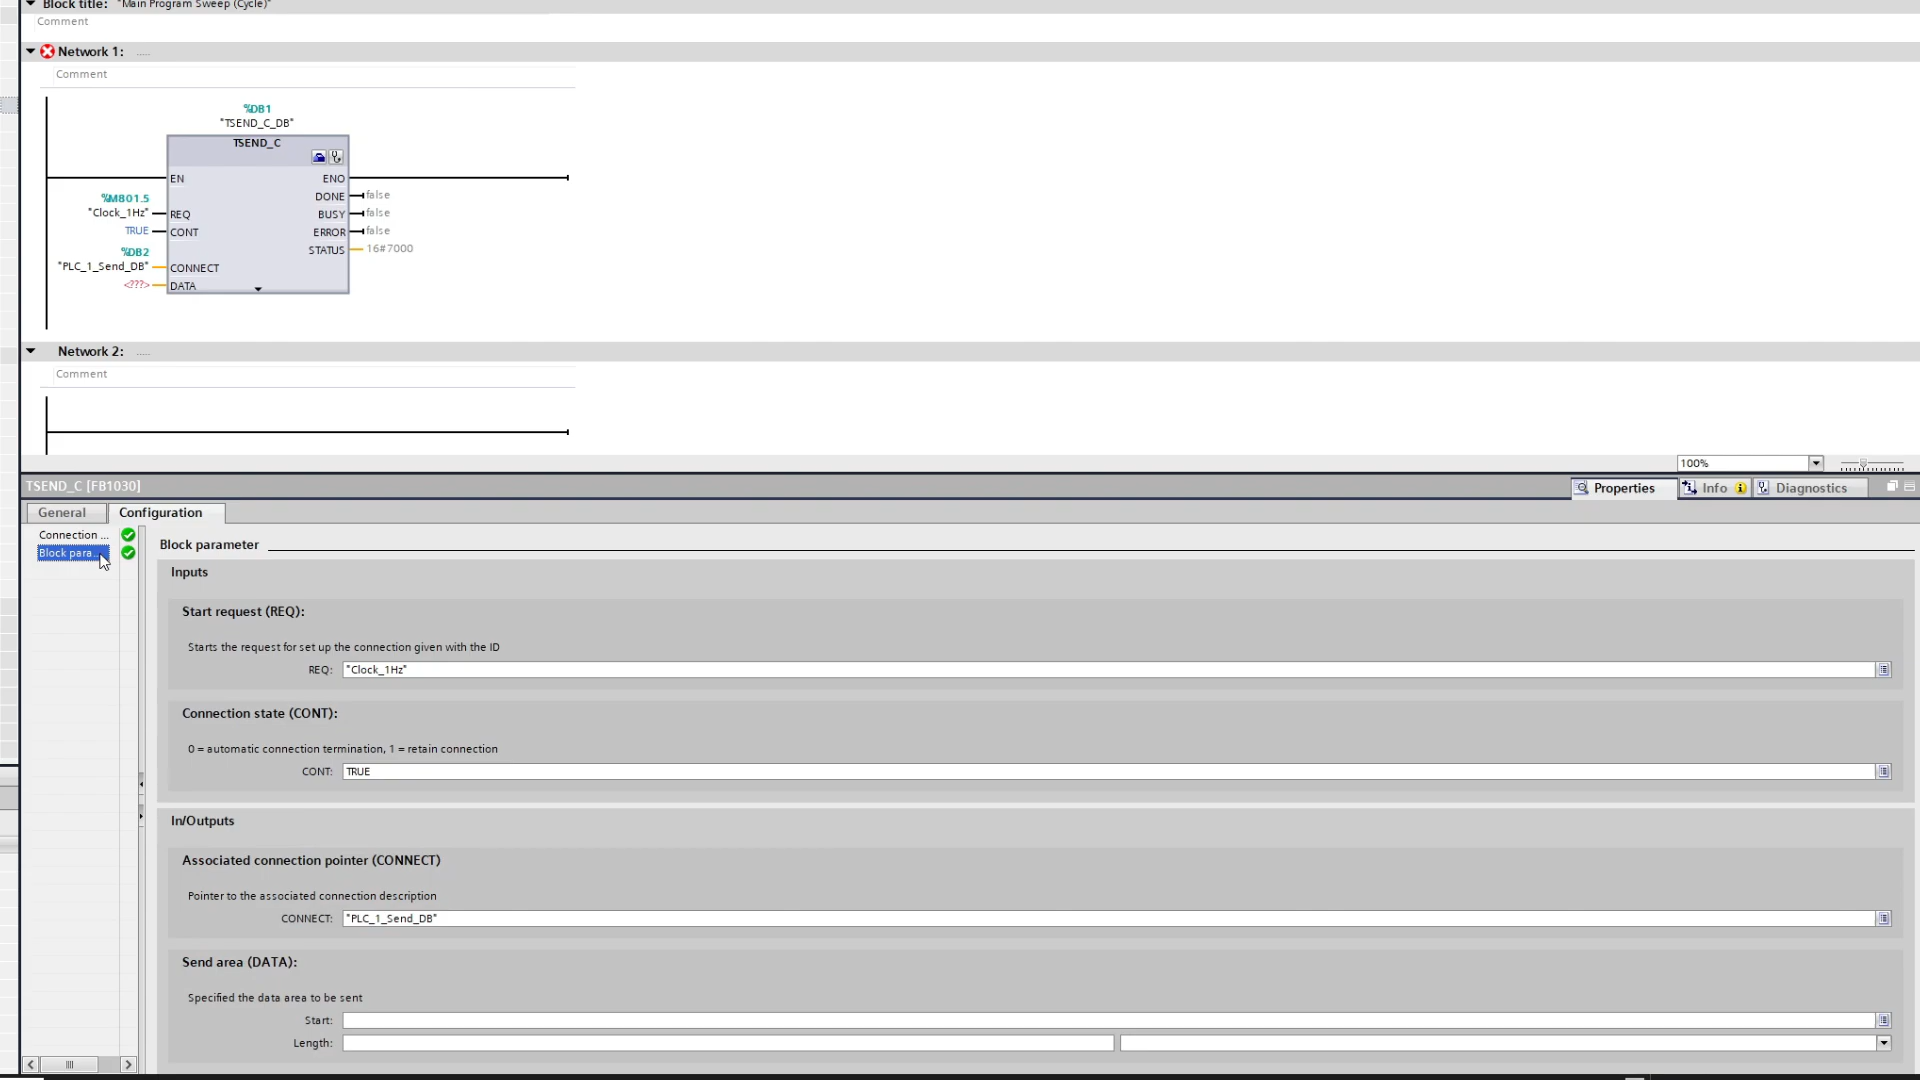 Block title: "Main Program Sweep (Cycle)"
Comment
Network 1: .....
Comment
%DB1
"TSEND_C_DB"
TSEND_C
EN ENO
%M801.5 DONE false
"Clock_1Hz" REQ BUSY false
TRUE CONT ERROR false
%DB2 STATUS 16#7000
"PLC_1_Send_DB" CONNECT
<???> DATA
Network 2: .....
Comment
100%
TSEND_C [FB1030] Properties Info Diagnostics
General Configuration
Connection ...
Block para...
Block parameter
Inputs
Start request (REQ):
Starts the request for set up the connection given with the ID
REQ: "Clock_1Hz"
Connection state (CONT):
0 = automatic connection termination, 1 = retain connection
CONT: TRUE
In/Outputs
Associated connection pointer (CONNECT)
Pointer to the associated connection description
CONNECT: "PLC_1_Send_DB"
Send area (DATA):
Specified the data area to be sent
Start:
Length: